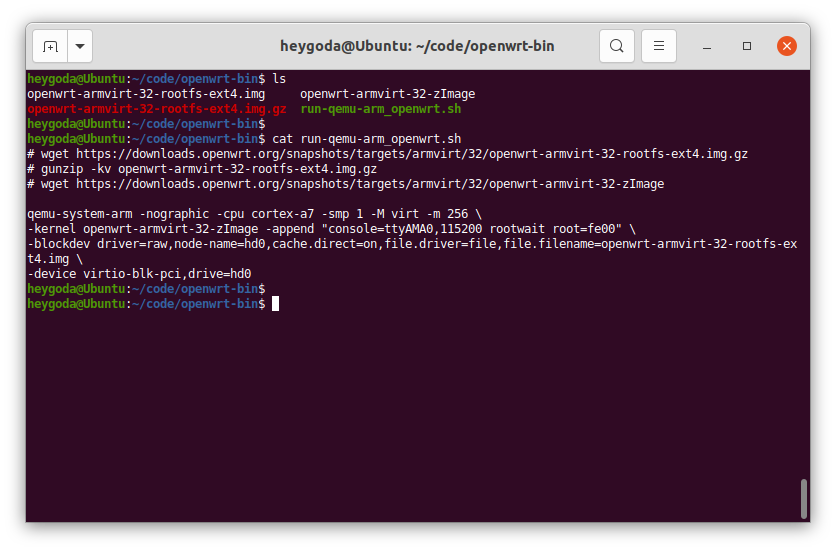 heygoda@Ubuntu: ~/code/openwrt-bin
heygoda@Ubuntu:~/code/openwrt-bin$ ls
openwrt-armvirt-32-rootfs-ext4.img     openwrt-armvirt-32-zImage
openwrt-armvirt-32-rootfs-ext4.img.gz  run-qemu-arm_openwrt.sh
heygoda@Ubuntu:~/code/openwrt-bin$
heygoda@Ubuntu:~/code/openwrt-bin$ cat run-qemu-arm_openwrt.sh
# wget https://downloads.openwrt.org/snapshots/targets/armvirt/32/openwrt-armvirt-32-rootfs-ext4.img.gz
# gunzip -kv openwrt-armvirt-32-rootfs-ext4.img.gz
# wget https://downloads.openwrt.org/snapshots/targets/armvirt/32/openwrt-armvirt-32-zImage

qemu-system-arm -nographic -cpu cortex-a7 -smp 1 -M virt -m 256 \
-kernel openwrt-armvirt-32-zImage -append "console=ttyAMA0,115200 rootwait root=fe00" \
-blockdev driver=raw,node-name=hd0,cache.direct=on,file.driver=file,file.filename=openwrt-armvirt-32-rootfs-ex
t4.img \
-device virtio-blk-pci,drive=hd0
heygoda@Ubuntu:~/code/openwrt-bin$
heygoda@Ubuntu:~/code/openwrt-bin$